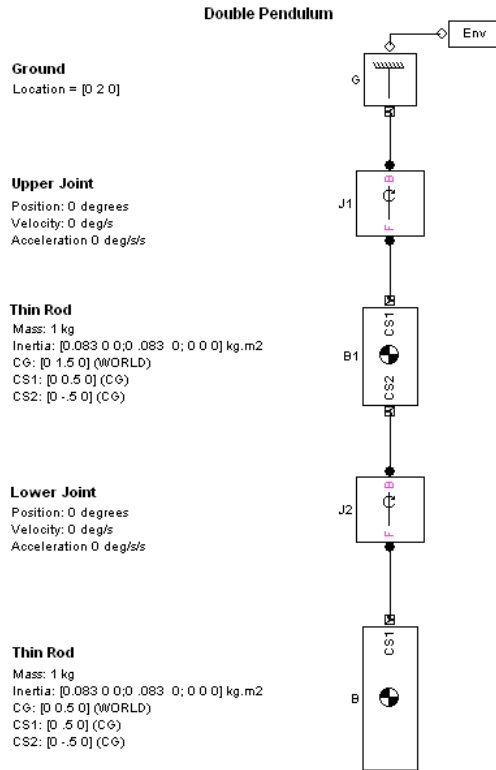 Double Pendulum
Env
Ground
Location = [0 2 0]
G
Upper Joint
Position: 0 degrees
Velocity: 0 deg/s
Acceleration 0 deg/s/s
J1
B
F
Thin Rod
Mass: 1 kg
Inertia: [0.083 0 0;0 .083 0; 0 0 0] kg.m2
CG: [0 1.5 0] (WORLD)
CS1: [0 0.5 0] (CG)
CS2: [0 -.5 0] (CG)
B1
CS1
CS2
Lower Joint
Position: 0 degrees
Velocity: 0 deg/s
Acceleration 0 deg/s/s
J2
B
F
Thin Rod
Mass: 1 kg
Inertia: [0.083 0 0;0 .083 0; 0 0 0] kg.m2
CG: [0 0.5 0] (WORLD)
CS1: [0 .5 0] (CG)
CS2: [0 -.5 0] (CG)
B
CS1